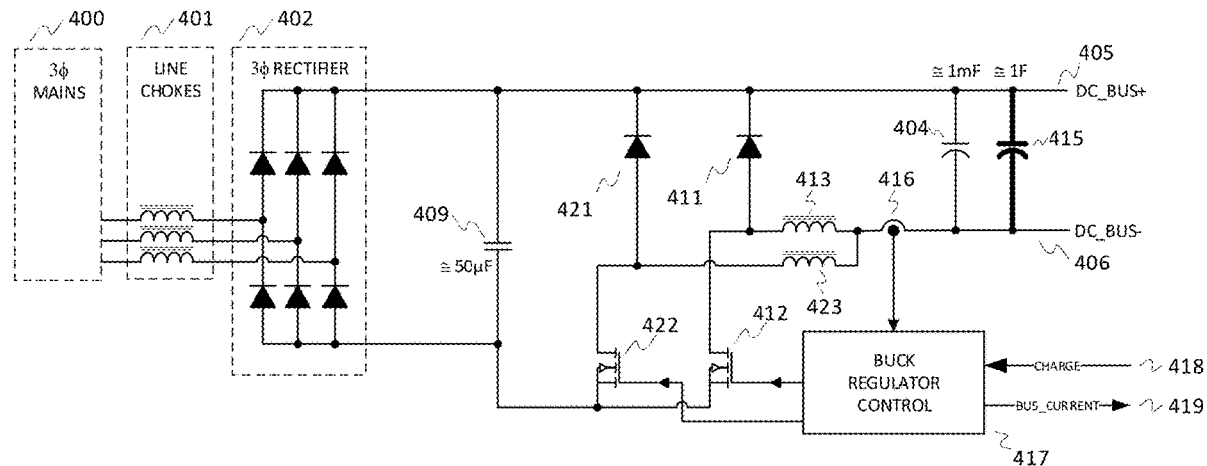 400
401
402
3ϕ
MAINS
LINE
CHOKES
3ϕ RECTIFIER
≅ 1mF
≅ 1F
405
DC_BUS+
404
415
421
411
413
416
409
≅ 50µF
DC_BUS-
406
423
422
412
BUCK
REGULATOR
CONTROL
CHARGE
418
BUS_CURRENT
419
417